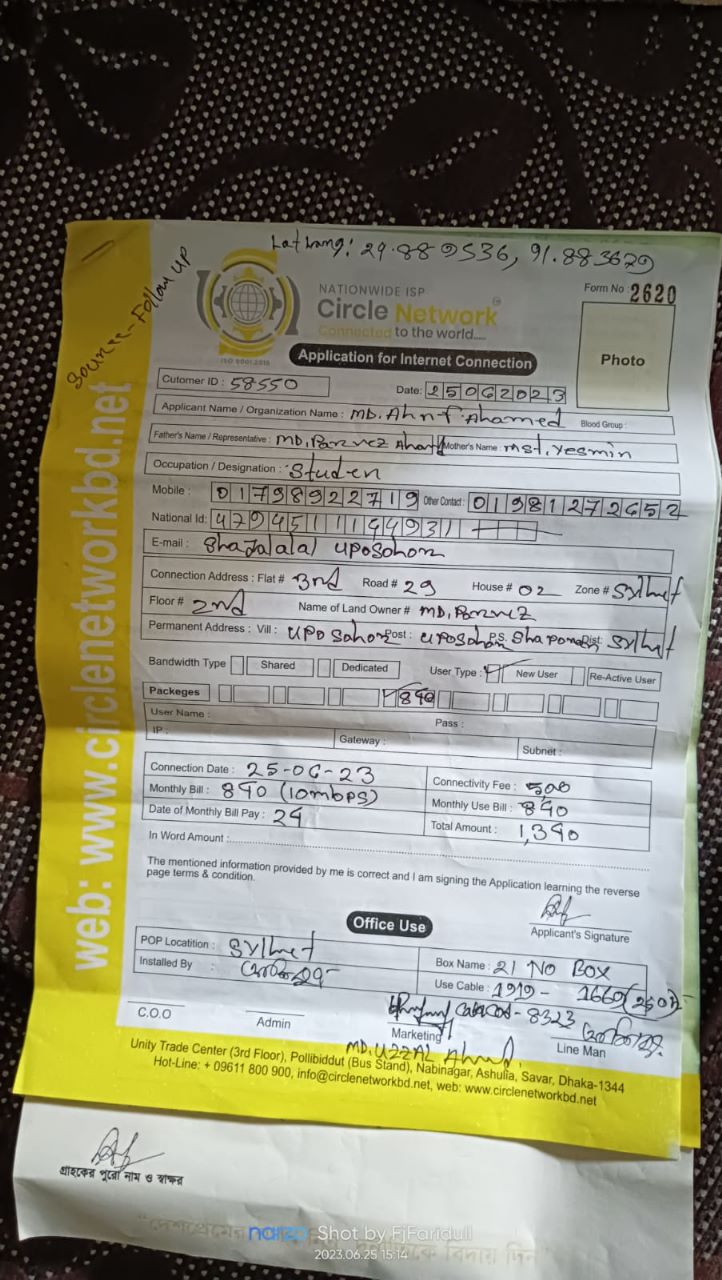 Lat Long: 24.889536, 91.883679
Source - Follow UP
NATIONWIDE ISP
Circle Network
Connected to the world....
ISO 9001:2015
Form No : 2620
Photo
Application for Internet Connection
Cutomer ID : 58550
Date: 25062023
Applicant Name / Organization Name : MD. Ahnf Ahamed Blood Group :
Father's Name / Representative : MD, Parvez Mother's Name : mst, Yesmin
Occupation / Designation : Studen
Mobile : 01798922719 Other Contact : 01981272652
National Id:
E-mail : Shajalalal uposohor
Connection Address : Flat # 3rd Road # 29 House # 02 Zone # Sylhet
Floor # 2nd Name of Land Owner # MD, Parvez
Permanent Address : Vill : uposohor Post : uposohor P.S. Dist: Sylhet
Bandwidth Type Shared Dedicated User Type : New User Re-Active User
Packeges 840
User Name : Pass :
IP : Gateway : Subnet :
Connection Date : 25-06-23
Connectivity Fee : 500
Monthly Bill : 840 (10mbps)
Monthly Use Bill : 840
Date of Monthly Bill Pay : 24
Total Amount : 1,340
In Word Amount :
The mentioned information provided by me is correct and I am signing the Application learning the reverse
page terms & condition.
Applicant's Signature
Office Use
POP Locatition : Sylhet
Box Name : 21 NO BOX
Installed By :
Use Cable : 1919 - 1669 (250)
8323
C.O.O
Admin
Marketing
Line Man
MD. UZZAL Ahmed.
Unity Trade Center (3rd Floor), Pollibiddut (Bus Stand), Nabinagar, Ashulia, Savar, Dhaka-1344
Hot-Line: + 09611 800 900, info@circlenetworkbd.net, web: www.circlenetworkbd.net
web: www.circlenetworkbd.net
গ্রাহকের পুরো নাম ও স্বাক্ষর
narzo Shot by FjFaridull
2023.06.25 15:14